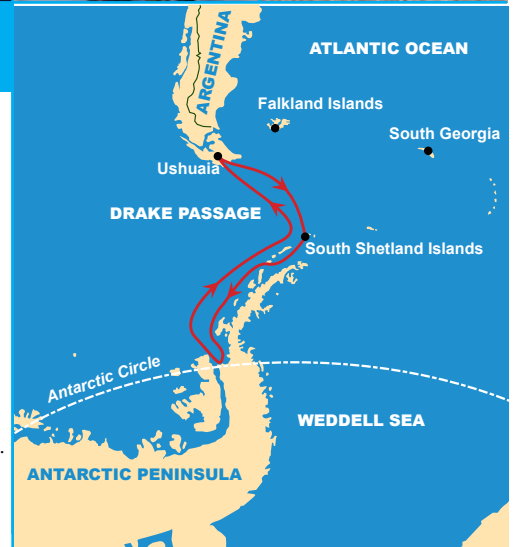 ARGENTINA
ATLANTIC OCEAN
Falkland Islands
South Georgia
Ushuaia
DRAKE PASSAGE
South Shetland Islands
Antarctic Circle
WEDDELL SEA
.
ANTARCTIC PENINSULA